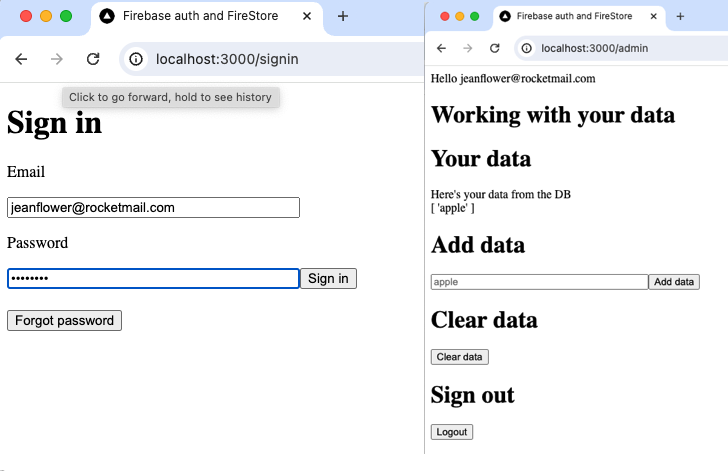 Firebase auth and FireStore
localhost:3000/signin
Click to go forward, hold to see history
Sign in
Email
jeanflower@rocketmail.com
Password
••••••••
Sign in
Forgot password
Firebase auth and FireStore
localhost:3000/admin
Hello jeanflower@rocketmail.com
Working with your data
Your data
Here's your data from the DB
[ 'apple' ]
Add data
apple
Add data
Clear data
Clear data
Sign out
Logout